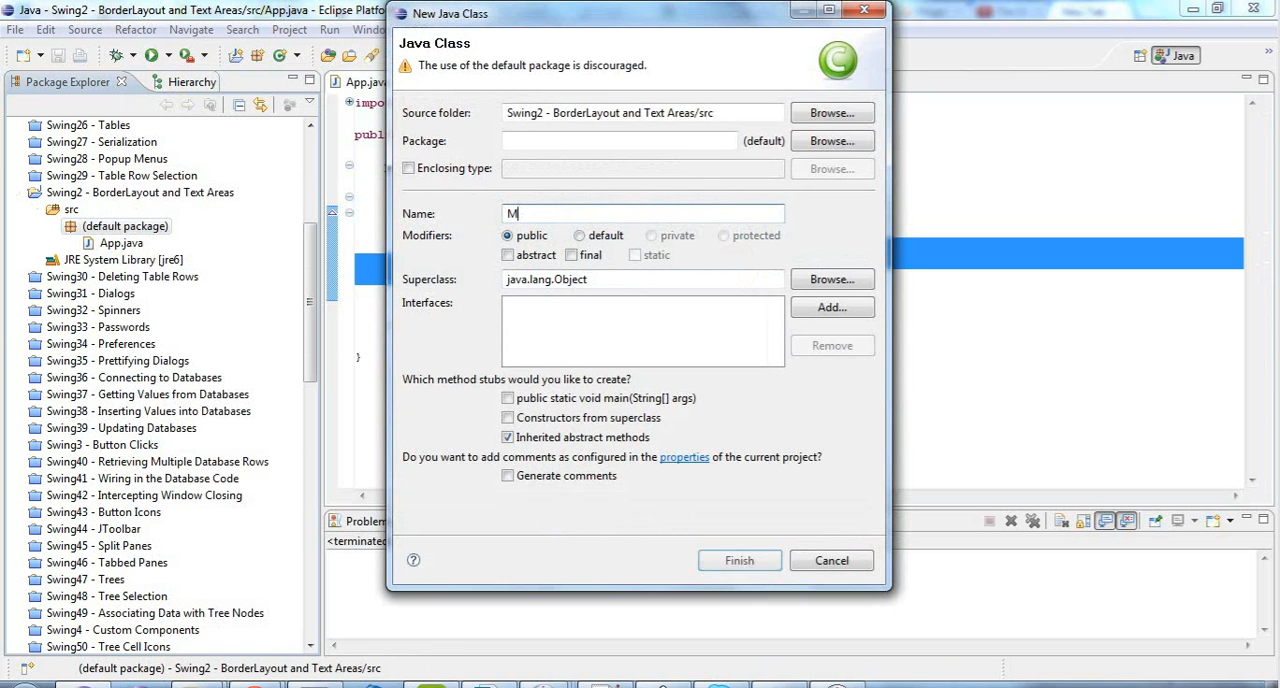 Java - Swing2 - BorderLayout and Text Areas/src/App.java - Eclipse Platfo
File Edit Source Refactor Navigate Search Project Run Windo
Java
Package Explorer Hierarchy
Swing26 - Tables
Swing27 - Serialization
Swing28 - Popup Menus
Swing29 - Table Row Selection
Swing2 - BorderLayout and Text Areas
src
(default package)
App.java
JRE System Library [jre6]
Swing30 - Deleting Table Rows
Swing31 - Dialogs
Swing32 - Spinners
Swing33 - Passwords
Swing34 - Preferences
Swing35 - Prettifying Dialogs
Swing36 - Connecting to Databases
Swing37 - Getting Values from Databases
Swing38 - Inserting Values into Databases
Swing39 - Updating Databases
Swing3 - Button Clicks
Swing40 - Retrieving Multiple Database Rows
Swing41 - Wiring in the Database Code
Swing42 - Intercepting Window Closing
Swing43 - Button Icons
Swing44 - JToolbar
Swing45 - Split Panes
Swing46 - Tabbed Panes
Swing47 - Trees
Swing48 - Tree Selection
Swing49 - Associating Data with Tree Nodes
Swing4 - Custom Components
Swing50 - Tree Cell Icons
App.java
impo
publ
}
Problem
<terminated
New Java Class
Java Class
The use of the default package is discouraged.
C
Source folder: Swing2 - BorderLayout and Text Areas/src Browse...
Package: (default) Browse...
Enclosing type: Browse...
Name: M
Modifiers: public default private protected
abstract final static
Superclass: java.lang.Object Browse...
Interfaces: Add...
Remove
Which method stubs would you like to create?
public static void main(String[] args)
Constructors from superclass
Inherited abstract methods
Do you want to add comments as configured in the properties of the current project?
Generate comments
? Finish Cancel
(default package) - Swing2 - BorderLayout and Text Areas/src